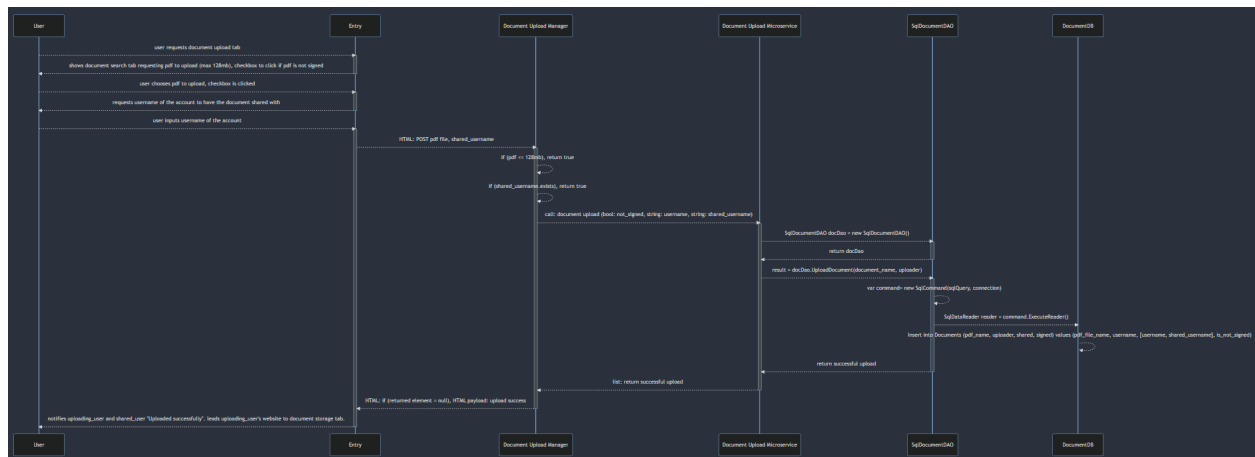 User Entry Document Upload Manager Document Upload Microservice SqlDocumentDAO DocumentDB
user requests document upload tab
shows document search tab requesting pdf to upload (max 128mb), checkbox to click if pdf is not signed
user chooses pdf to upload, checkbox is clicked
requests username of the account to have the document shared with
user inputs username of the account
HTML: POST pdf file, shared_username
if (pdf <= 128mb), return true
if (shared_username.exists), return true
call: document upload (bool: not_signed, string: username, string: shared_username)
SqlDocumentDAO docDao = new SqlDocumentDAO()
return docDao
result = docDao.UploadDocument(document_name, uploader)
var command= new SqlCommand(sqlQuery, connection)
SqlDataReader reader = command.ExecuteReader()
Insert into Documents (pdf_name, uploader, shared, signed) values (pdf_file_name, username, [username, shared_username], is_not_signed)
return successful upload
list: return successful upload
HTML: if (returned element = null), HTML payload: upload success
notifies uploading_user and shared_user "Uploaded successfully". leads uploading_user's website to document storage tab.
User Entry Document Upload Manager Document Upload Microservice SqlDocumentDAO DocumentDB